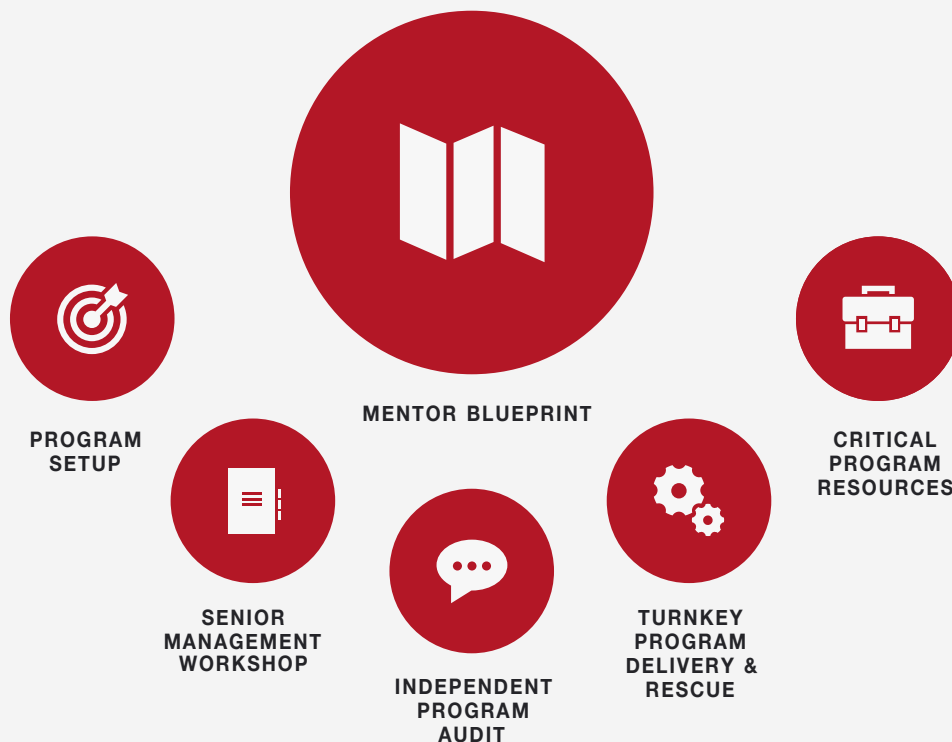 MENTOR BLUEPRINT
PROGRAM
SETUP
CRITICAL
PROGRAM
RESOURCES
SENIOR
MANAGEMENT
WORKSHOP
TURNKEY
PROGRAM
DELIVERY &
RESCUE
INDEPENDENT
PROGRAM
AUDIT